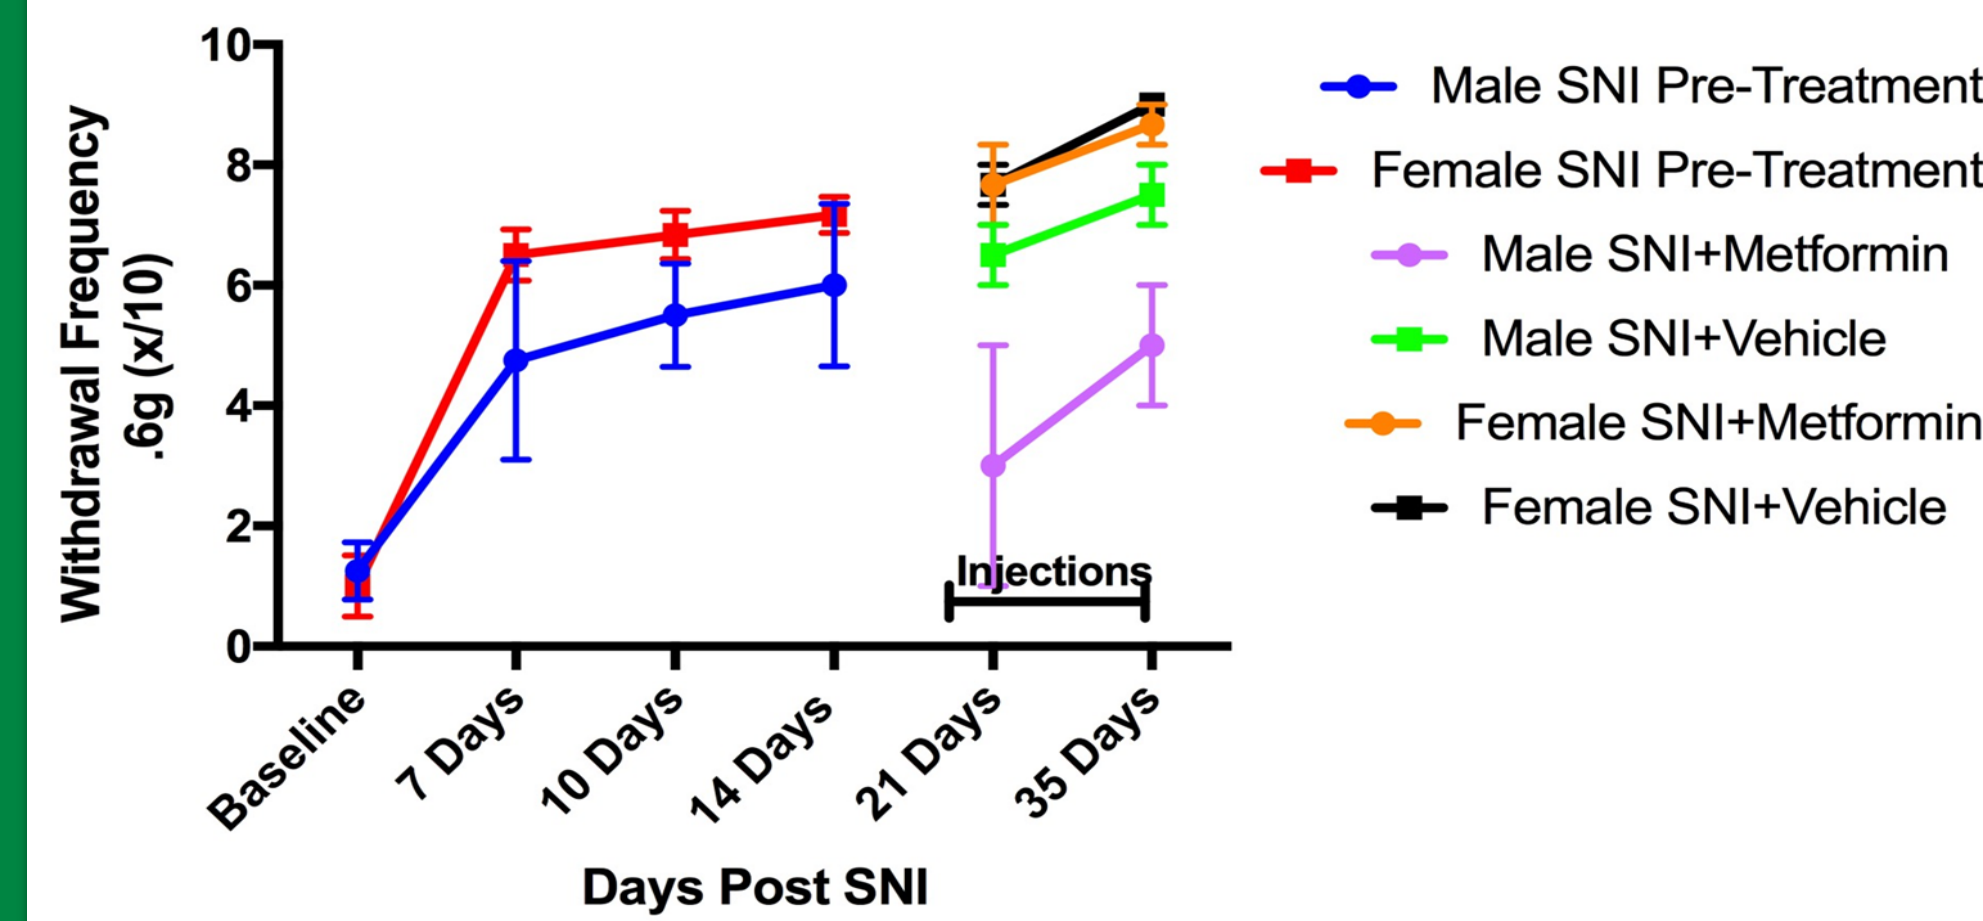 10
8
6
4
2
0
Withdrawal Frequency
.6g (x/10)
Injections
Baseline
7 Days
10 Days
14 Days
21 Days
35 Days
Days Post SNI
Male SNI Pre-Treatment
Female SNI Pre-Treatment
Male SNI+Metformin
Male SNI+Vehicle
Female SNI+Metformin
Female SNI+Vehicle